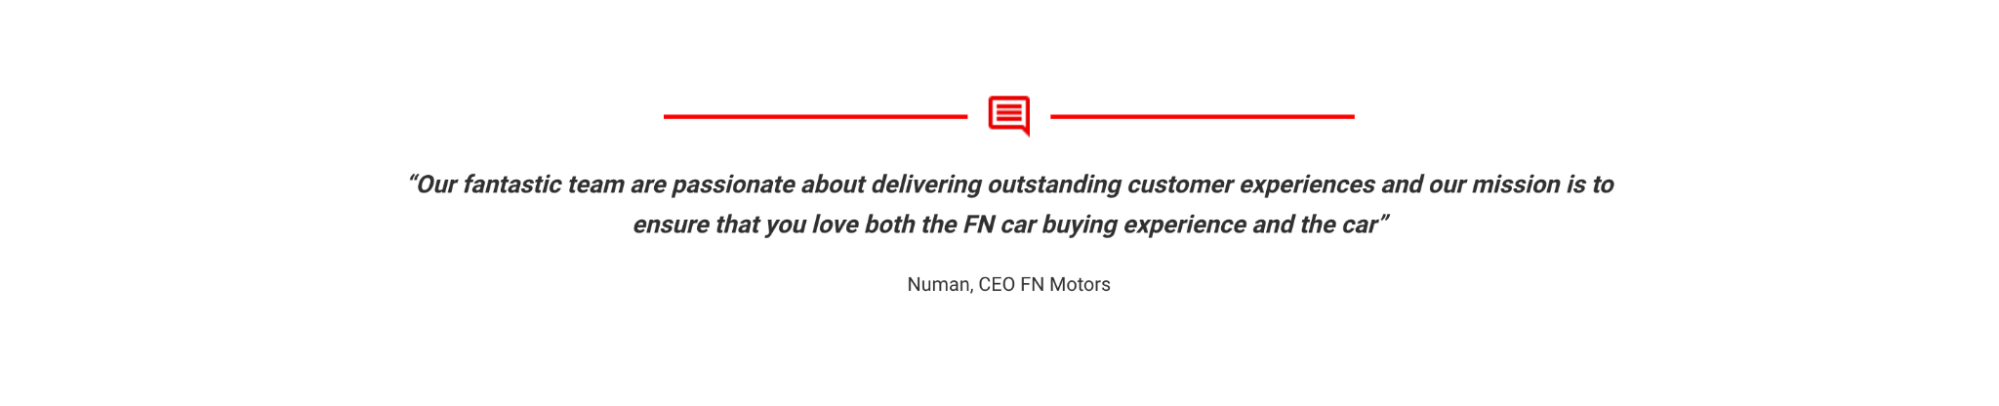 “Our fantastic team are passionate about delivering outstanding customer experiences and our mission is to
ensure that you love both the FN car buying experience and the car”
Numan, CEO FN Motors